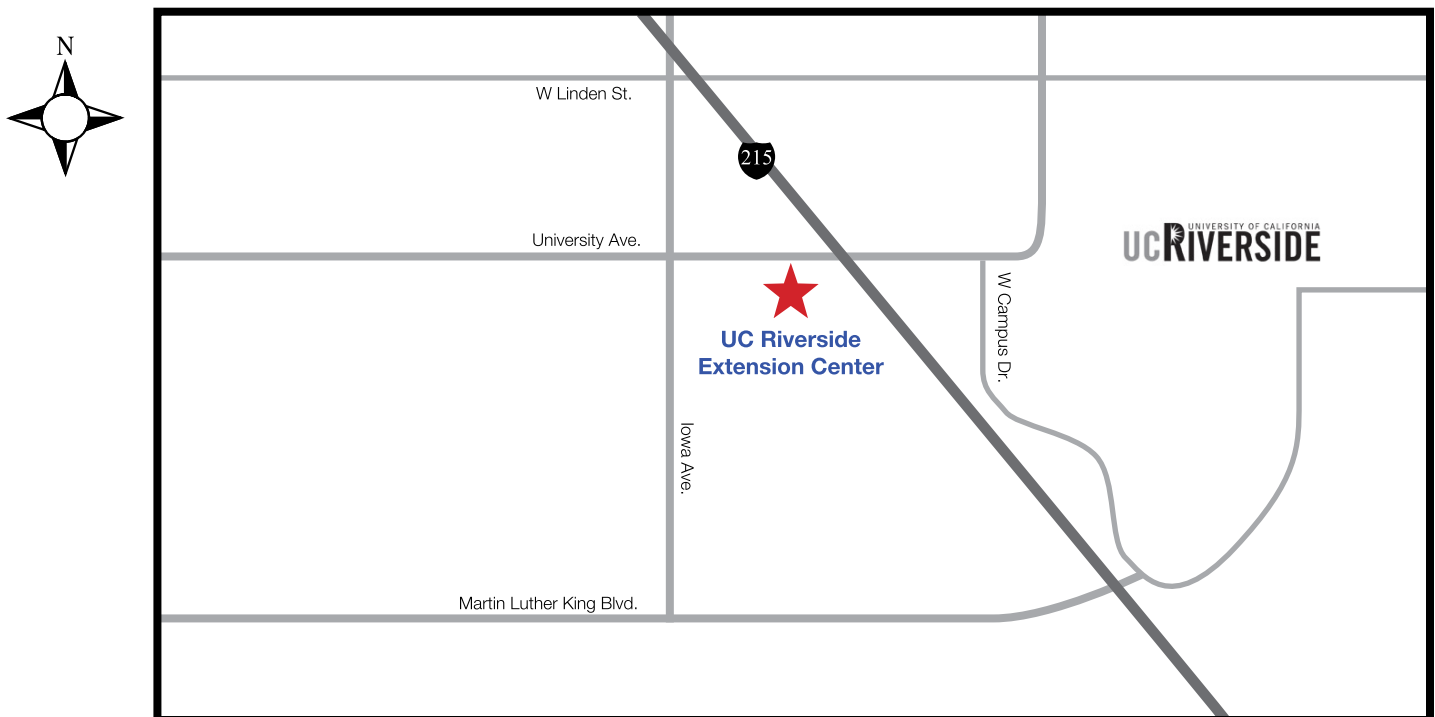 N
W Linden St.
215
UNIVERSITY OF CALIFORNIA
UCRIVERSIDE
University Ave.
W Campus Dr.
UC Riverside
Extension Center
Iowa Ave.
Martin Luther King Blvd.